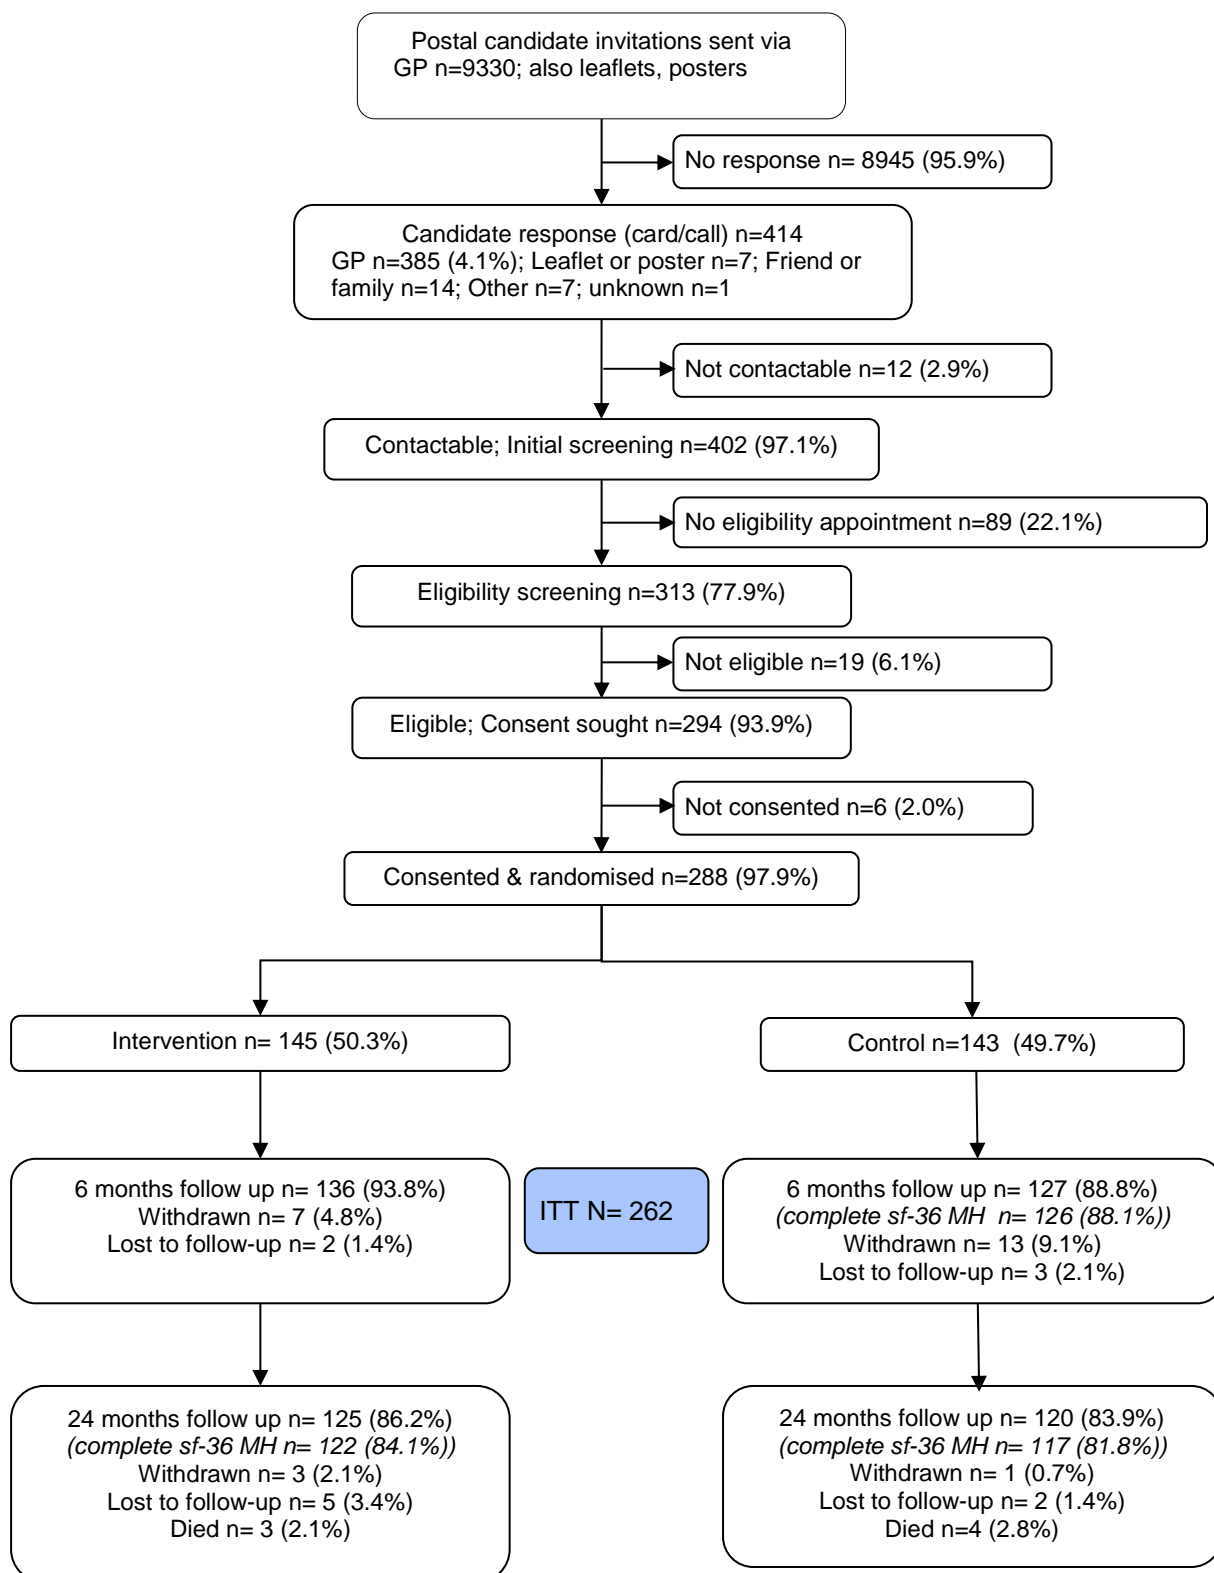 Postal candidate invitations sent via
GP n=9330; also leaflets, posters
No response n= 8945 (95.9%)
Candidate response (card/call) n=414
GP n=385 (4.1%); Leaflet or poster n=7; Friend or
family n=14; Other n=7; unknown n=1
Not contactable n=12 (2.9%)
Contactable; Initial screening n=402 (97.1%)
No eligibility appointment n=89 (22.1%)
Eligibility screening n=313 (77.9%)
Not eligible n=19 (6.1%)
Eligible; Consent sought n=294 (93.9%)
Not consented n=6 (2.0%)
Consented & randomised n=288 (97.9%)
Intervention n= 145 (50.3%)
Control n=143  (49.7%)
6 months follow up n= 136 (93.8%)
Withdrawn n= 7 (4.8%)
Lost to follow-up n= 2 (1.4%)
ITT N= 262
6 months follow up n= 127 (88.8%)
(complete sf-36 MH  n= 126 (88.1%))
Withdrawn n= 13 (9.1%)
Lost to follow-up n= 3 (2.1%)
24 months follow up n= 125 (86.2%)
(complete sf-36 MH n= 122 (84.1%))
Withdrawn n= 3 (2.1%)
Lost to follow-up n= 5 (3.4%)
Died n= 3 (2.1%)
24 months follow up n= 120 (83.9%)
(complete sf-36 MH n= 117 (81.8%))
Withdrawn n= 1 (0.7%)
Lost to follow-up n= 2 (1.4%)
Died n=4 (2.8%)